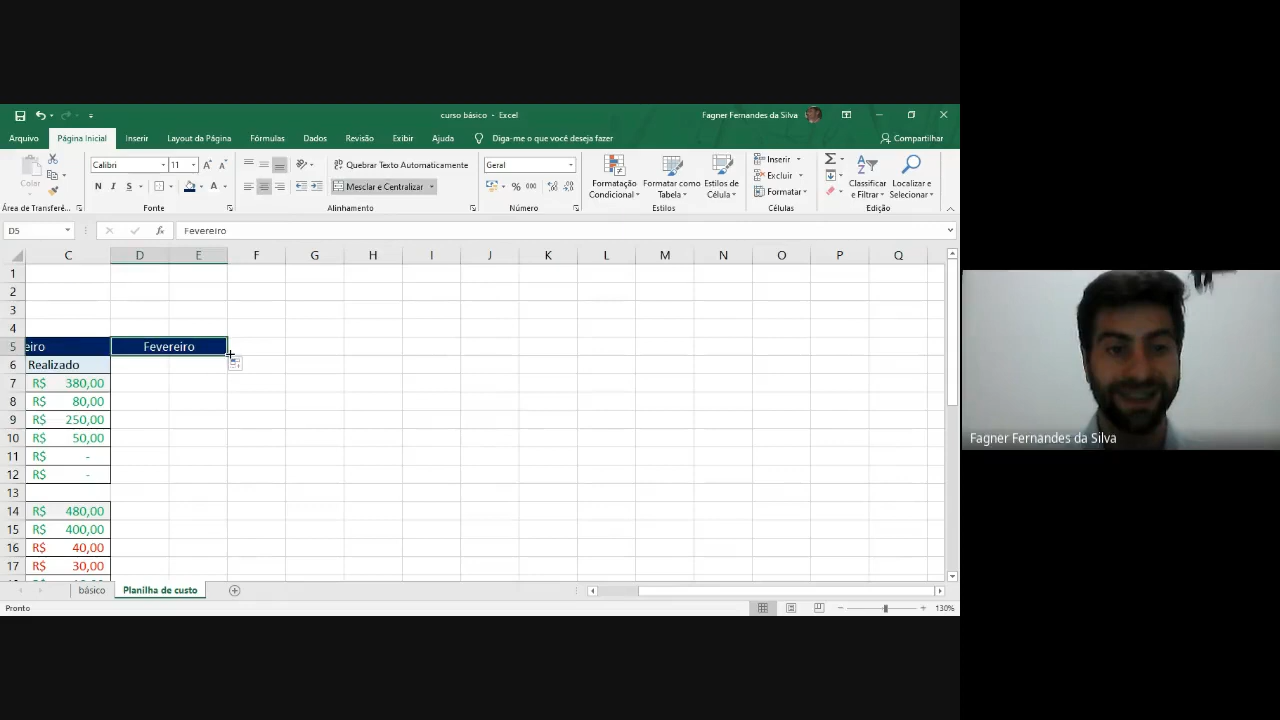 curso básico - Excel
Fagner Fernandes da Silva
Arquivo Página Inicial Inserir Layout da Página Fórmulas Dados Revisão Exibir Ajuda Diga-me o que você deseja fazer Compartilhar
Colar
Calibri 11
N I S
Quebrar Texto Automaticamente
Mesclar e Centralizar
Geral
% 000
Formatação Condicional
Formatar como Tabela
Estilos de Célula
Inserir
Excluir
Formatar
Classificar e Filtrar
Localizar e Selecionar
Área de Transferê... Fonte Alinhamento Número Estilos Células Edição
D5 fx Fevereiro
C D E F G H I J K L M N O P Q
1
2
3
4
5 eiro Fevereiro
6 Realizado
7 R$ 380,00
8 R$ 80,00
9 R$ 250,00
10 R$ 50,00
11 R$ -
12 R$ -
13
14 R$ 480,00
15 R$ 400,00
16 R$ 40,00
17 R$ 30,00
básico Planilha de custo
Pronto 130%
Fagner Fernandes da Silva